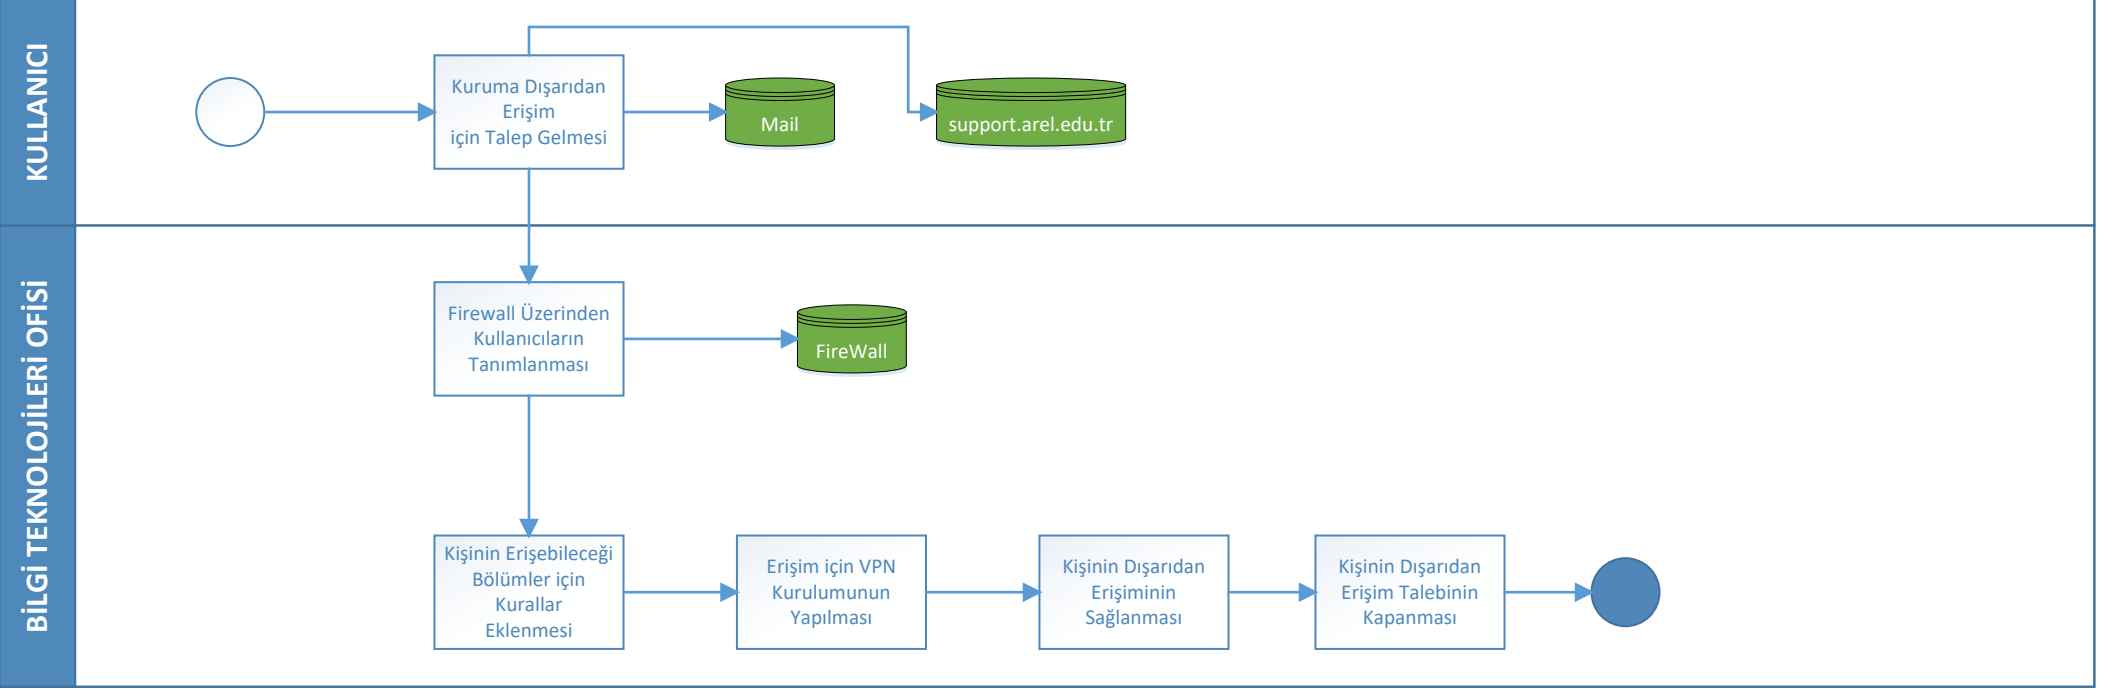 KULLANICI
Kuruma Dışarıdan
Erişim
için Talep Gelmesi
Mail
support.arel.edu.tr
BİLGİ TEKNOLOJİLERİ OFİSİ
Firewall Üzerinden
Kullanıcıların
Tanımlanması
FireWall
Kişinin Erişebileceği
Bölümler için
Kurallar
Eklenmesi
Erişim için VPN
Kurulumunun
Yapılması
Kişinin Dışarıdan
Erişiminin
Sağlanması
Kişinin Dışarıdan
Erişim Talebinin
Kapanması